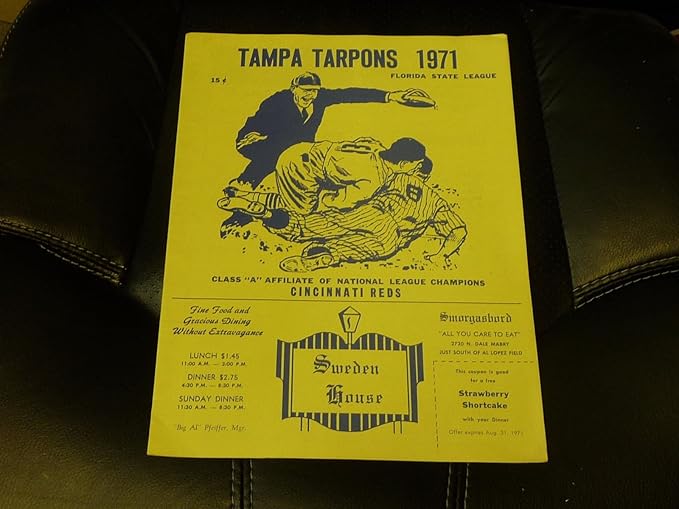 TAMPA TARPONS 1971
15¢
FLORIDA STATE LEAGUE
CLASS "A" AFFILIATE OF NATIONAL LEAGUE CHAMPIONS
CINCINNATI REDS
Fine Food and
Gracious Dining
Without Extravagance
LUNCH $1.45
11:00 A.M. — 3:00 P.M.
DINNER $2.75
4:30 P.M. — 8:30 P.M.
SUNDAY DINNER
11:30 A.M. — 8:30 P.M.
"Big Al" Pfeiffer, Mgr.
Sweden
House
Smorgasbord
"ALL YOU CARE TO EAT"
2720 N. DALE MABRY
JUST SOUTH OF AL LOPEZ FIELD
This coupon is good
for a free
Strawberry
Shortcake
with your Dinner
Offer expires Aug. 31, 1971